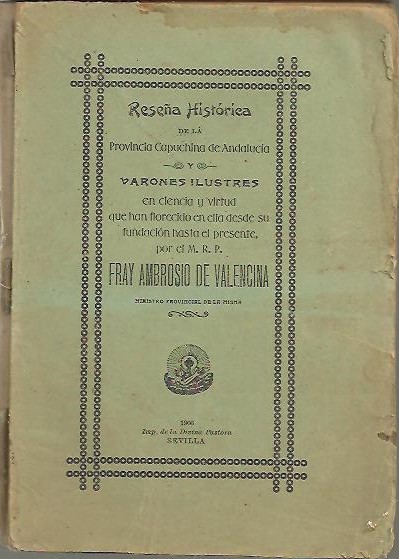 Reseña Histórica
DE LA
Provincia Capuchina de Andalucía
Y
VARONES ILUSTRES
en ciencia y virtud
que han florecido en ella desde su
fundación hasta el presente,
por el M. R. P.
FRAY AMBROSIO DE VALENCINA
MINISTRO PROVINCIAL DE LA MISMA
1906
Imp. de la Divina Pastora
SEVILLA